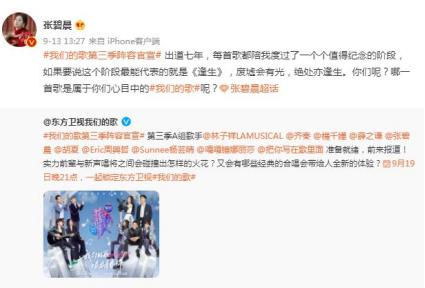 张碧晨
9-13 13:27 来自 iPhone客户端
#我们的歌第三季阵容官宣# 出道七年，每首歌都陪我度过了一个个值得纪念的阶段，
如果要说这个阶段最能代表的就是《逢生》，废墟会有光，绝处亦逢生。你们呢？哪一
首歌是属于你们心目中的#我们的歌#呢？张碧晨超话
@东方卫视我们的歌
#我们的歌第三季阵容官宣# 第三季A组歌手@林子祥LAMUSICAL @齐秦 @杨千嬅 @薛之谦 @张碧
晨 @胡夏 @Eric周興哲 @Sunnee杨芸晴 @嘎嘎 @把你写在歌里面 准备就绪，前来报道！
实力前辈与新声唱将之间会碰撞出怎样的火花？又会有哪些经典的合唱会带给人全新的体验？9月19
日晚21点，一起锁定东方卫视#我们的歌#